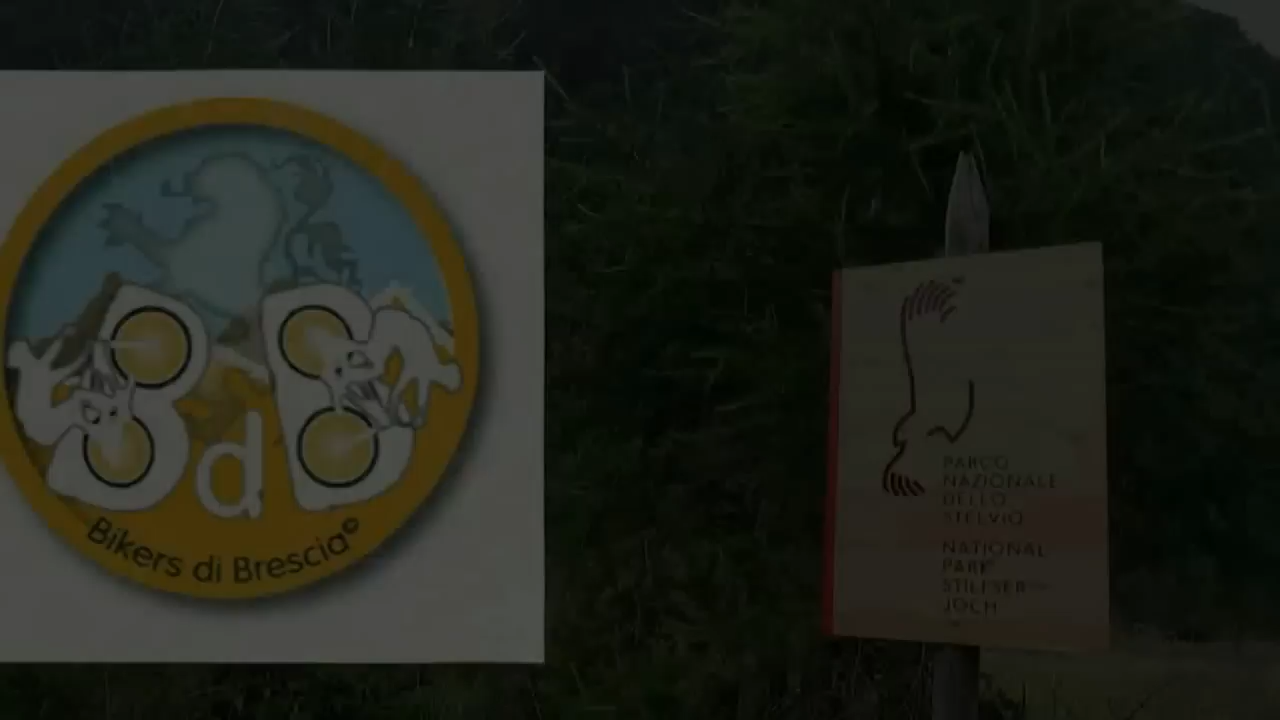 BdB
Bikers di Brescia©
PARCO
NAZIONALE
DELLO
STELVIO
NATIONAL
PARK
STILFSER
JOCH